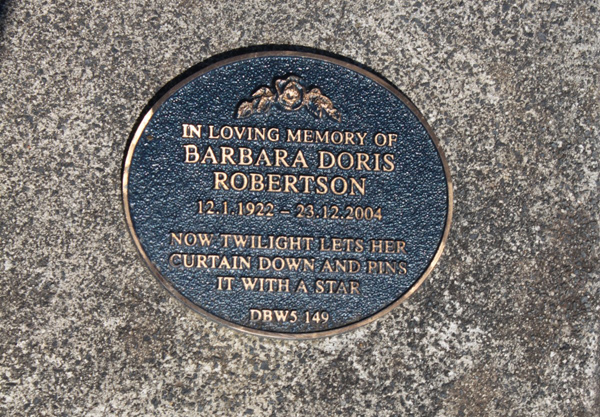 IN LOVING MEMORY OF
BARBARA DORIS
ROBERTSON
12.1.1922 – 23.12.2004
NOW TWILIGHT LETS HER
CURTAIN DOWN AND PINS
IT WITH A STAR
DBW5 149